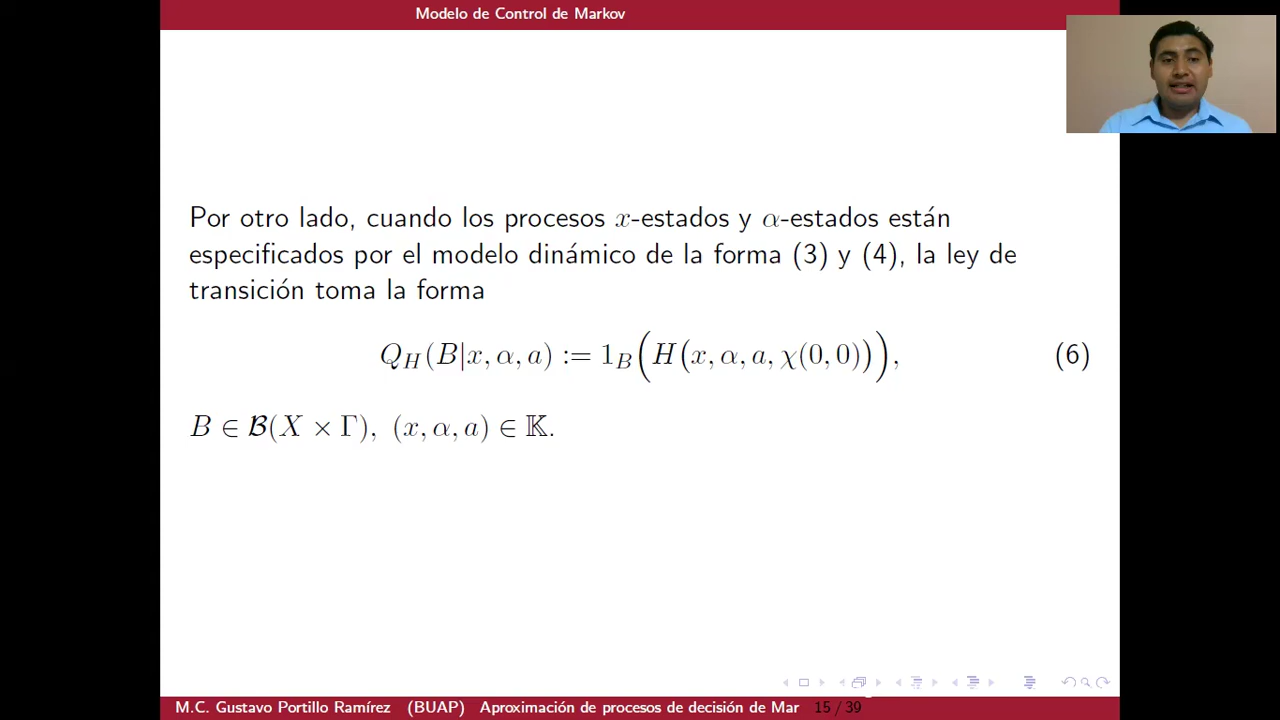 Modelo de Control de Markov
Por otro lado, cuando los procesos x-estados y α-estados están
especificados por el modelo dinámico de la forma (3) y (4), la ley de
transición toma la forma
Q_H(B|x, α, a) := 1_B(H(x, α, a, χ(0, 0))), (6)
B ∈ ℬ(X × Γ), (x, α, a) ∈ 𝕂.
M.C. Gustavo Portillo Ramírez (BUAP) Aproximación de procesos de decisión de Mar 15 / 39